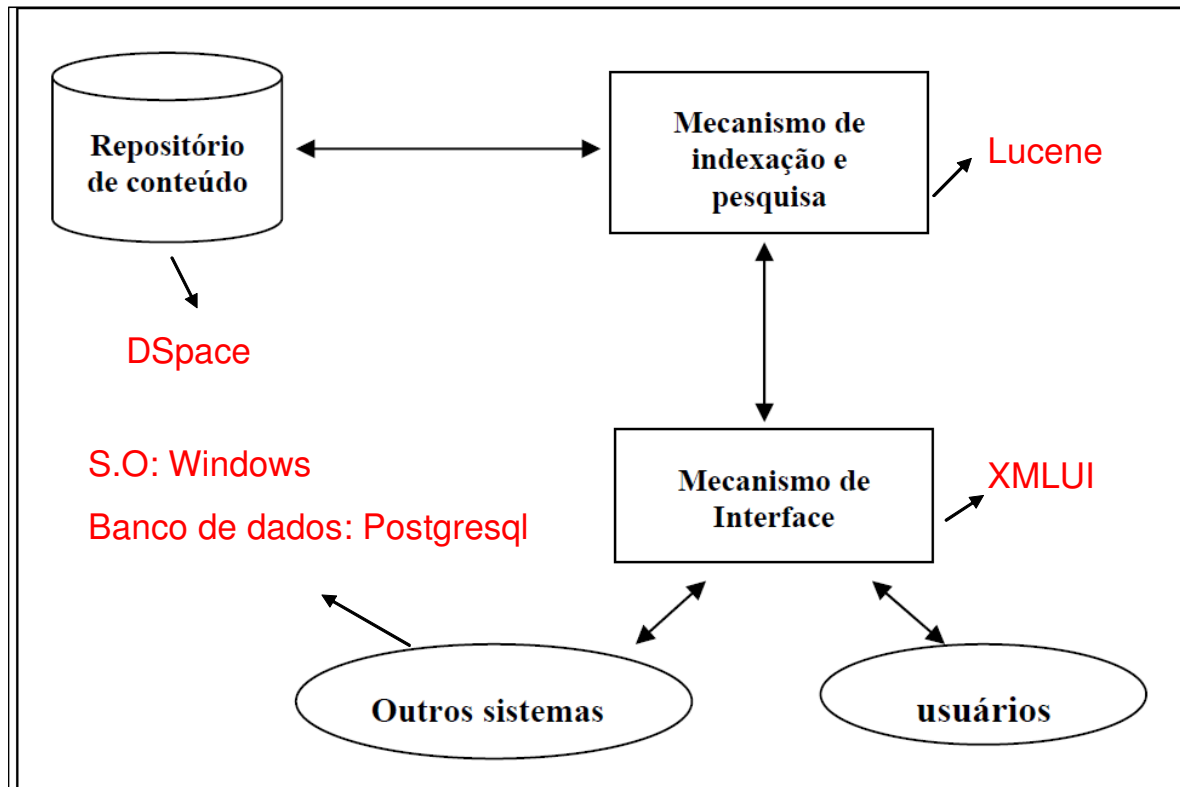 Repositório
de conteúdo
Mecanismo de
indexação e
pesquisa
Lucene
DSpace
S.O: Windows
Banco de dados: Postgresql
Mecanismo de
Interface
XMLUI
Outros sistemas
usuários